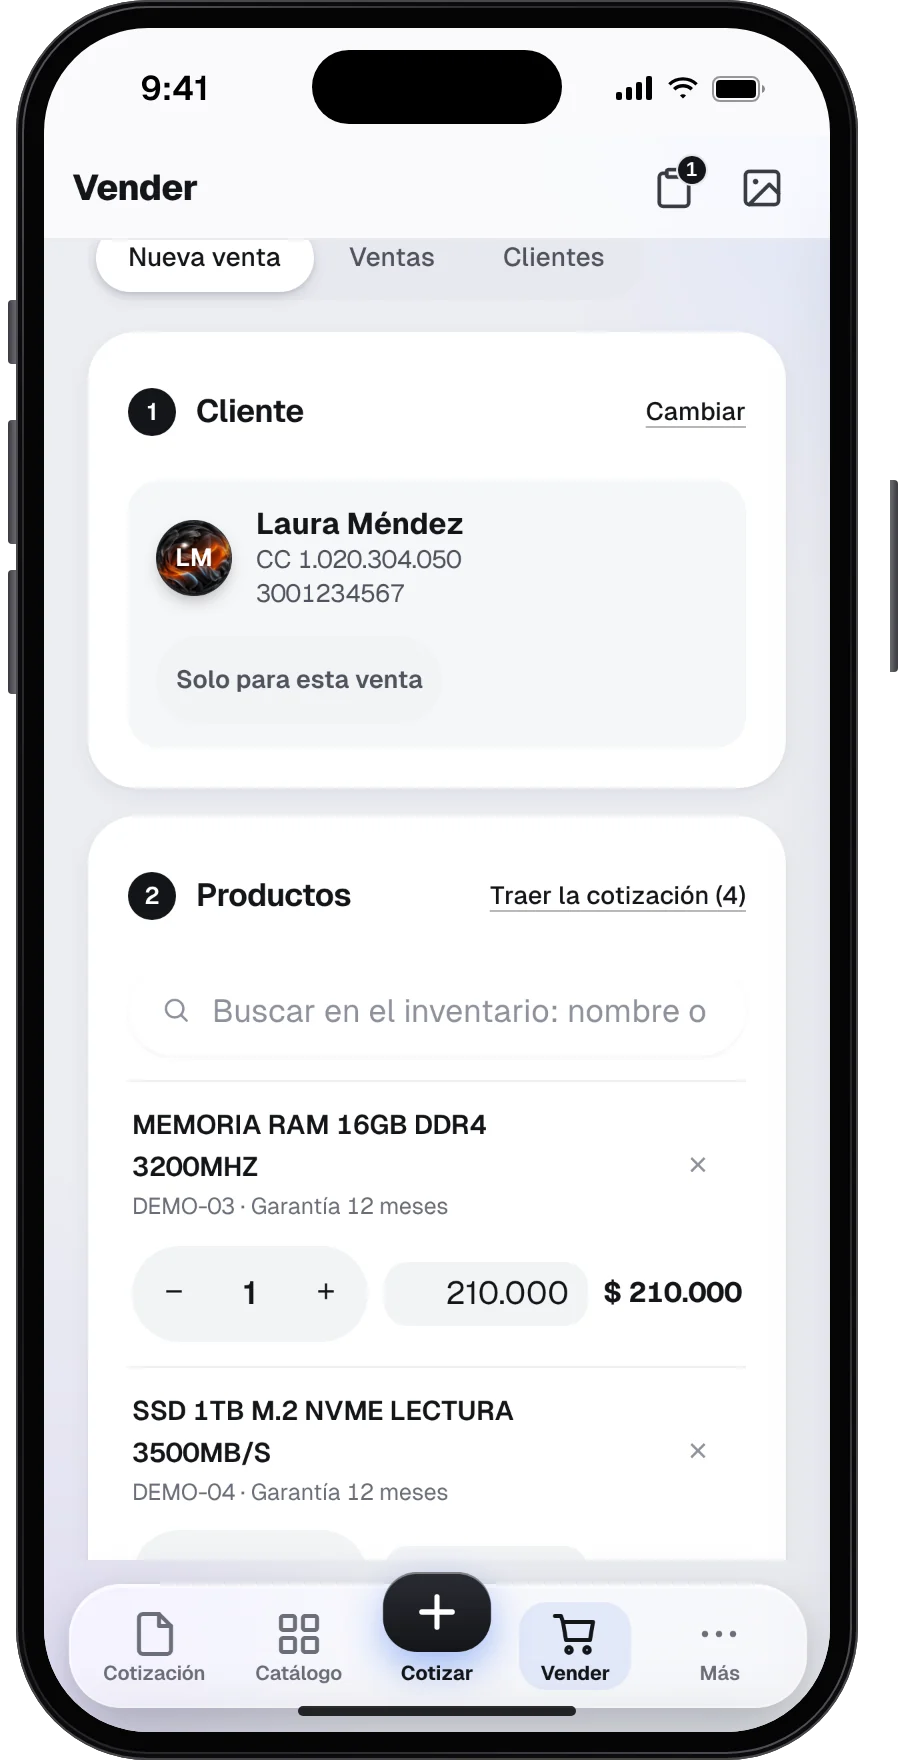 9:41
Vender
1
Nueva venta
Ventas
Clientes
1 Cliente
Cambiar
LM
Laura Méndez
CC 1.020.304.050
3001234567
Solo para esta venta
2 Productos
Traer la cotización (4)
Buscar en el inventario: nombre o
MEMORIA RAM 16GB DDR4
3200MHZ
×
DEMO-03 · Garantía 12 meses
− 1 + 210.000 $ 210.000
SSD 1TB M.2 NVME LECTURA
3500MB/S
×
DEMO-04 · Garantía 12 meses
Cotización
Catálogo
Cotizar
Vender
Más